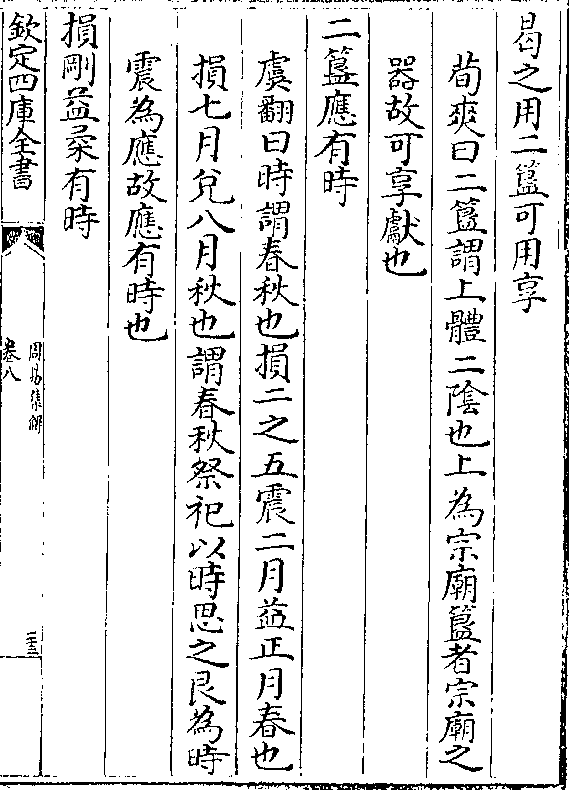 曷之用二簋可用享
荀爽曰二簋謂上體二陰也上為宗廟簋者宗廟之
器故可享獻也
二簋應有時
虞翻曰時謂春秋也損二之五震二月益正月春也
損七月兌八月秋也謂春秋祭祀以時思之艮為時
震為應故應有時也
損剛益柔有時
欽定四庫全書
周易集解
卷八
三